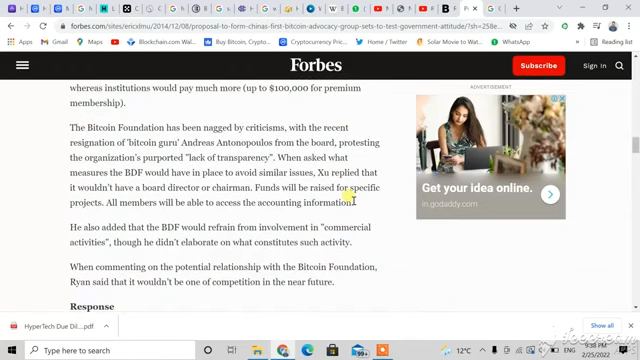 forbes.com/sites/ericxlmu/2014/12/08/proposal-to-form-chinas-first-bitcoin-advocacy-group-sets-to-test-government-attitude/?sh=258e
Apps
M Gmail
Blockchain.com Wal
Buy Bitcoin, Crypto
Cryptocurrency Pric
Home / Twitter
Solar Movie to Wat
WhatsApp
Reading list
Forbes
Subscribe
Sign In
whereas institutions would pay much more (up to $100,000 for premium
membership).
The Bitcoin Foundation has been nagged by criticisms, with the recent
resignation of 'bitcoin guru' Andreas Antonopoulos from the board, protesting
the organization's purported "lack of transparency". When asked what
measures the BDF would have in place to avoid similar issues, Xu replied that
it wouldn't have a board director or chairman. Funds will be raised for specific
projects. All members will be able to access the accounting information.
He also added that the BDF would refrain from involvement in "commercial
activities", though he didn't elaborate on what constitutes such activity.
When commenting on the potential relationship with the Bitcoin Foundation,
Ryan said that it wouldn't be one of competition in the near future.
Response
ADVERTISEMENT
Get your idea online.
in.godaddy.com
HyperTech Due Dil....pdf
Show all
Type here to search
99+
12°C
ENG
9:38 PM
2/25/2022